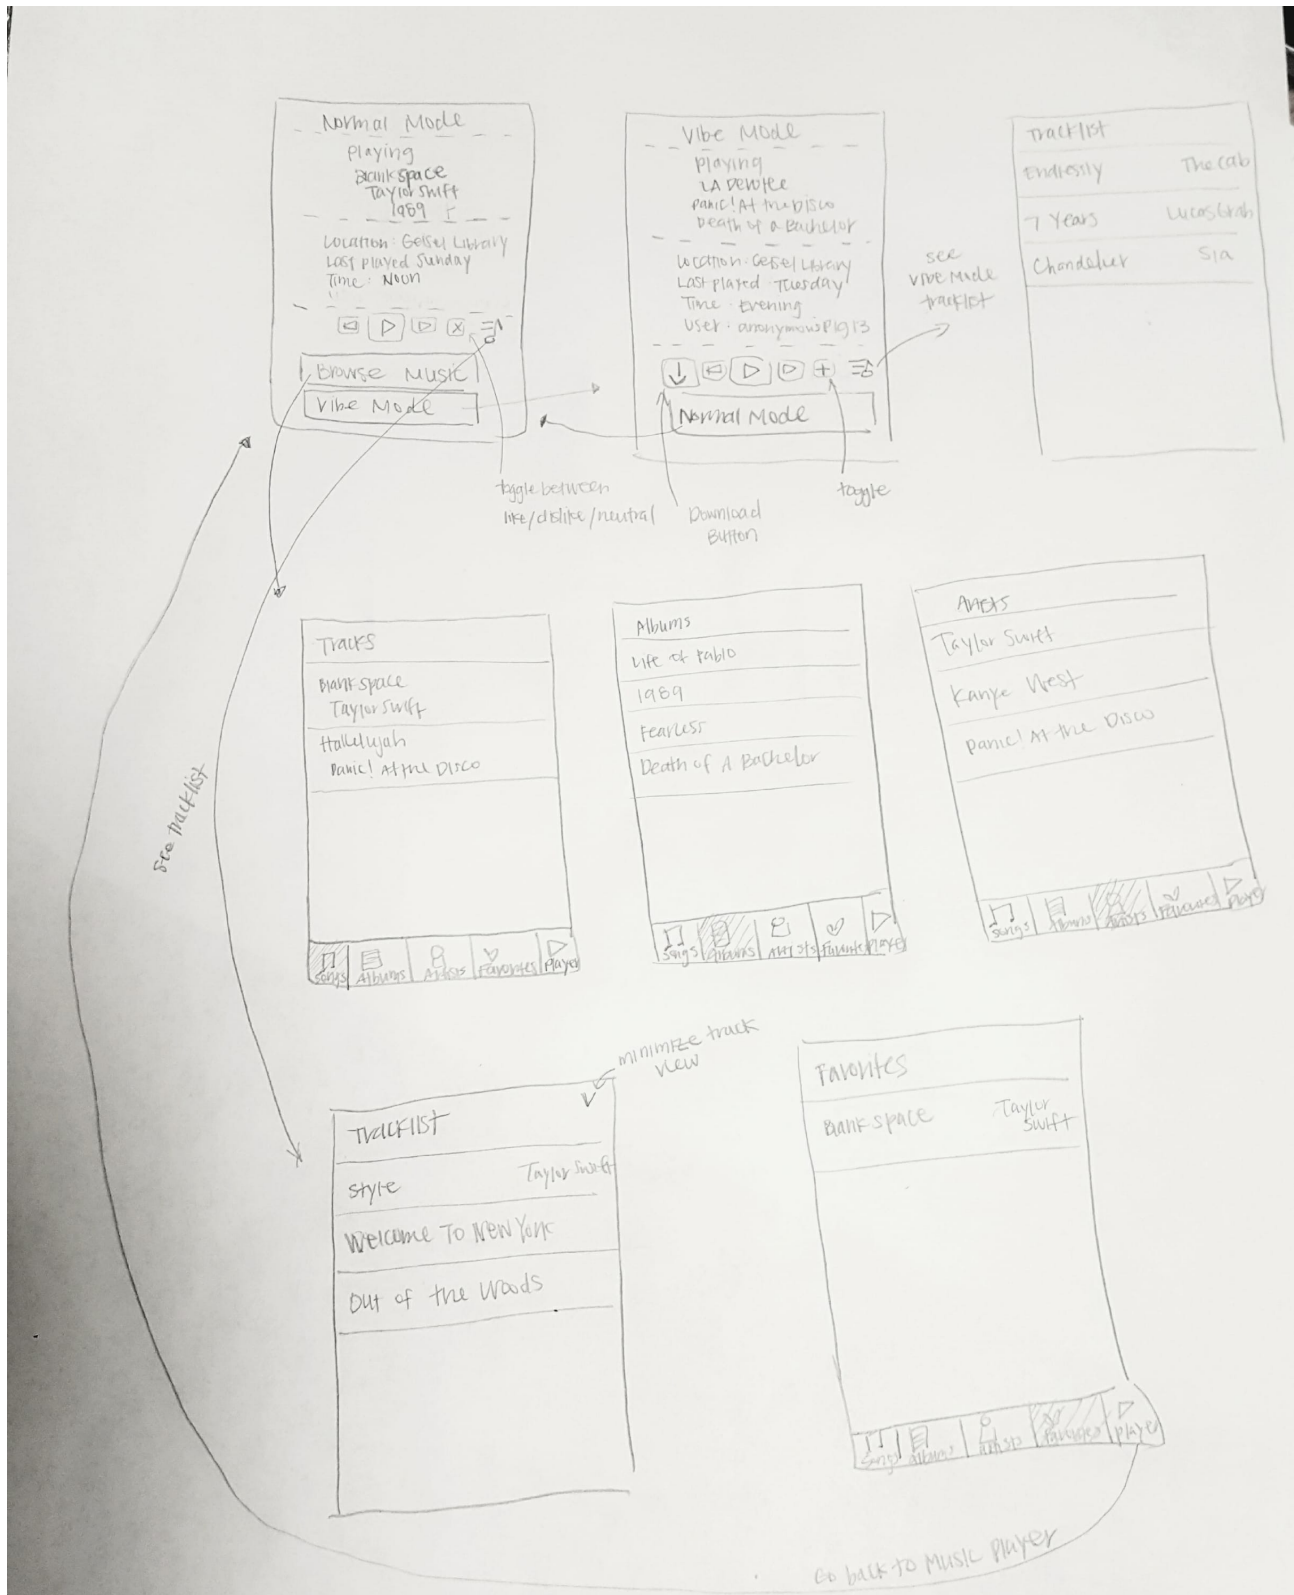 Normal Mode
Playing
Blank space
Taylor Swift
1989
Location: Geisel Library
Last played Sunday
Time: Noon
Browse Music
Vibe Mode
toggle between
like/dislike/neutral
Vibe Mode
Playing
LA Devotee
Panic! At the Disco
Death of a Bachelor
Location: Geisel Library
Last played: Tuesday
Time: Evening
User: anonymousPig13
Normal Mode
Download
Button
toggle
see
Vibe Mode
tracklist
Tracklist
Endlessly The Cab
7 Years Lucas Grah
Chandelier Sia
see tracklist
Tracks
Blank space
Taylor Swift
Hallelujah
Panic! At the Disco
Songs Albums Artists Favorites Player
Albums
Life of Pablo
1989
Fearless
Death of A Bachelor
Songs Albums Artists Favorite Player
Artists
Taylor Swift
Kanye West
Panic! At the Disco
Songs Albums Artists Favorites Player
minimize track
view
Tracklist
Style Taylor Swift
Welcome To New York
Out of the Woods
Favorites
Blank space Taylor
Swift
Songs Albums Artists Favorites Player
Go back to Music Player